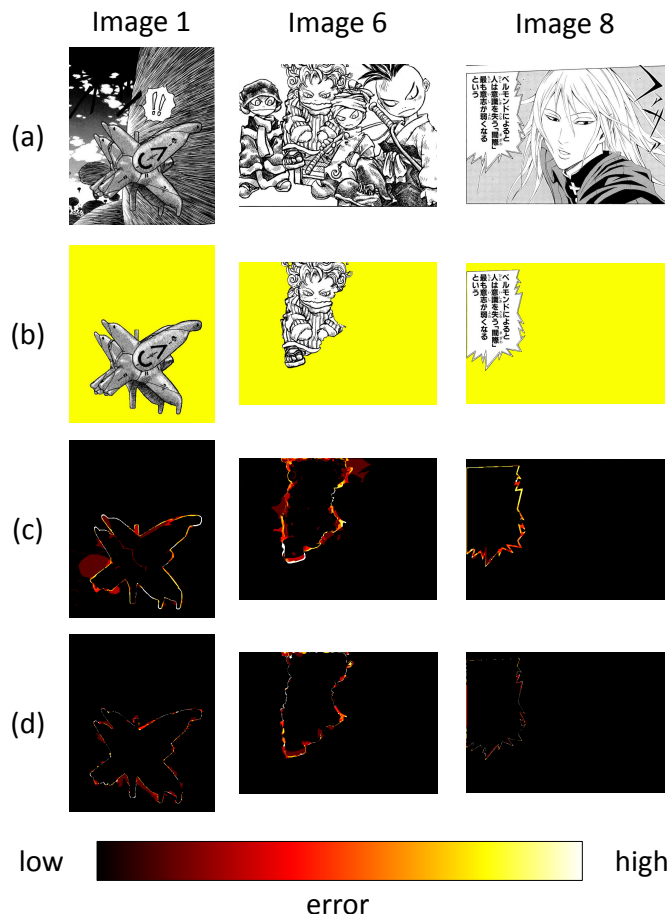 Image 1 Image 6 Image 8
(a)
!!
ベルモンドによると
人は意識を失う「間際」
最も意志が弱くなる
という
(b)
ベルモンドによると
人は意識を失う「間際」
最も意志が弱くなる
という
(c)
(d)
low high
error